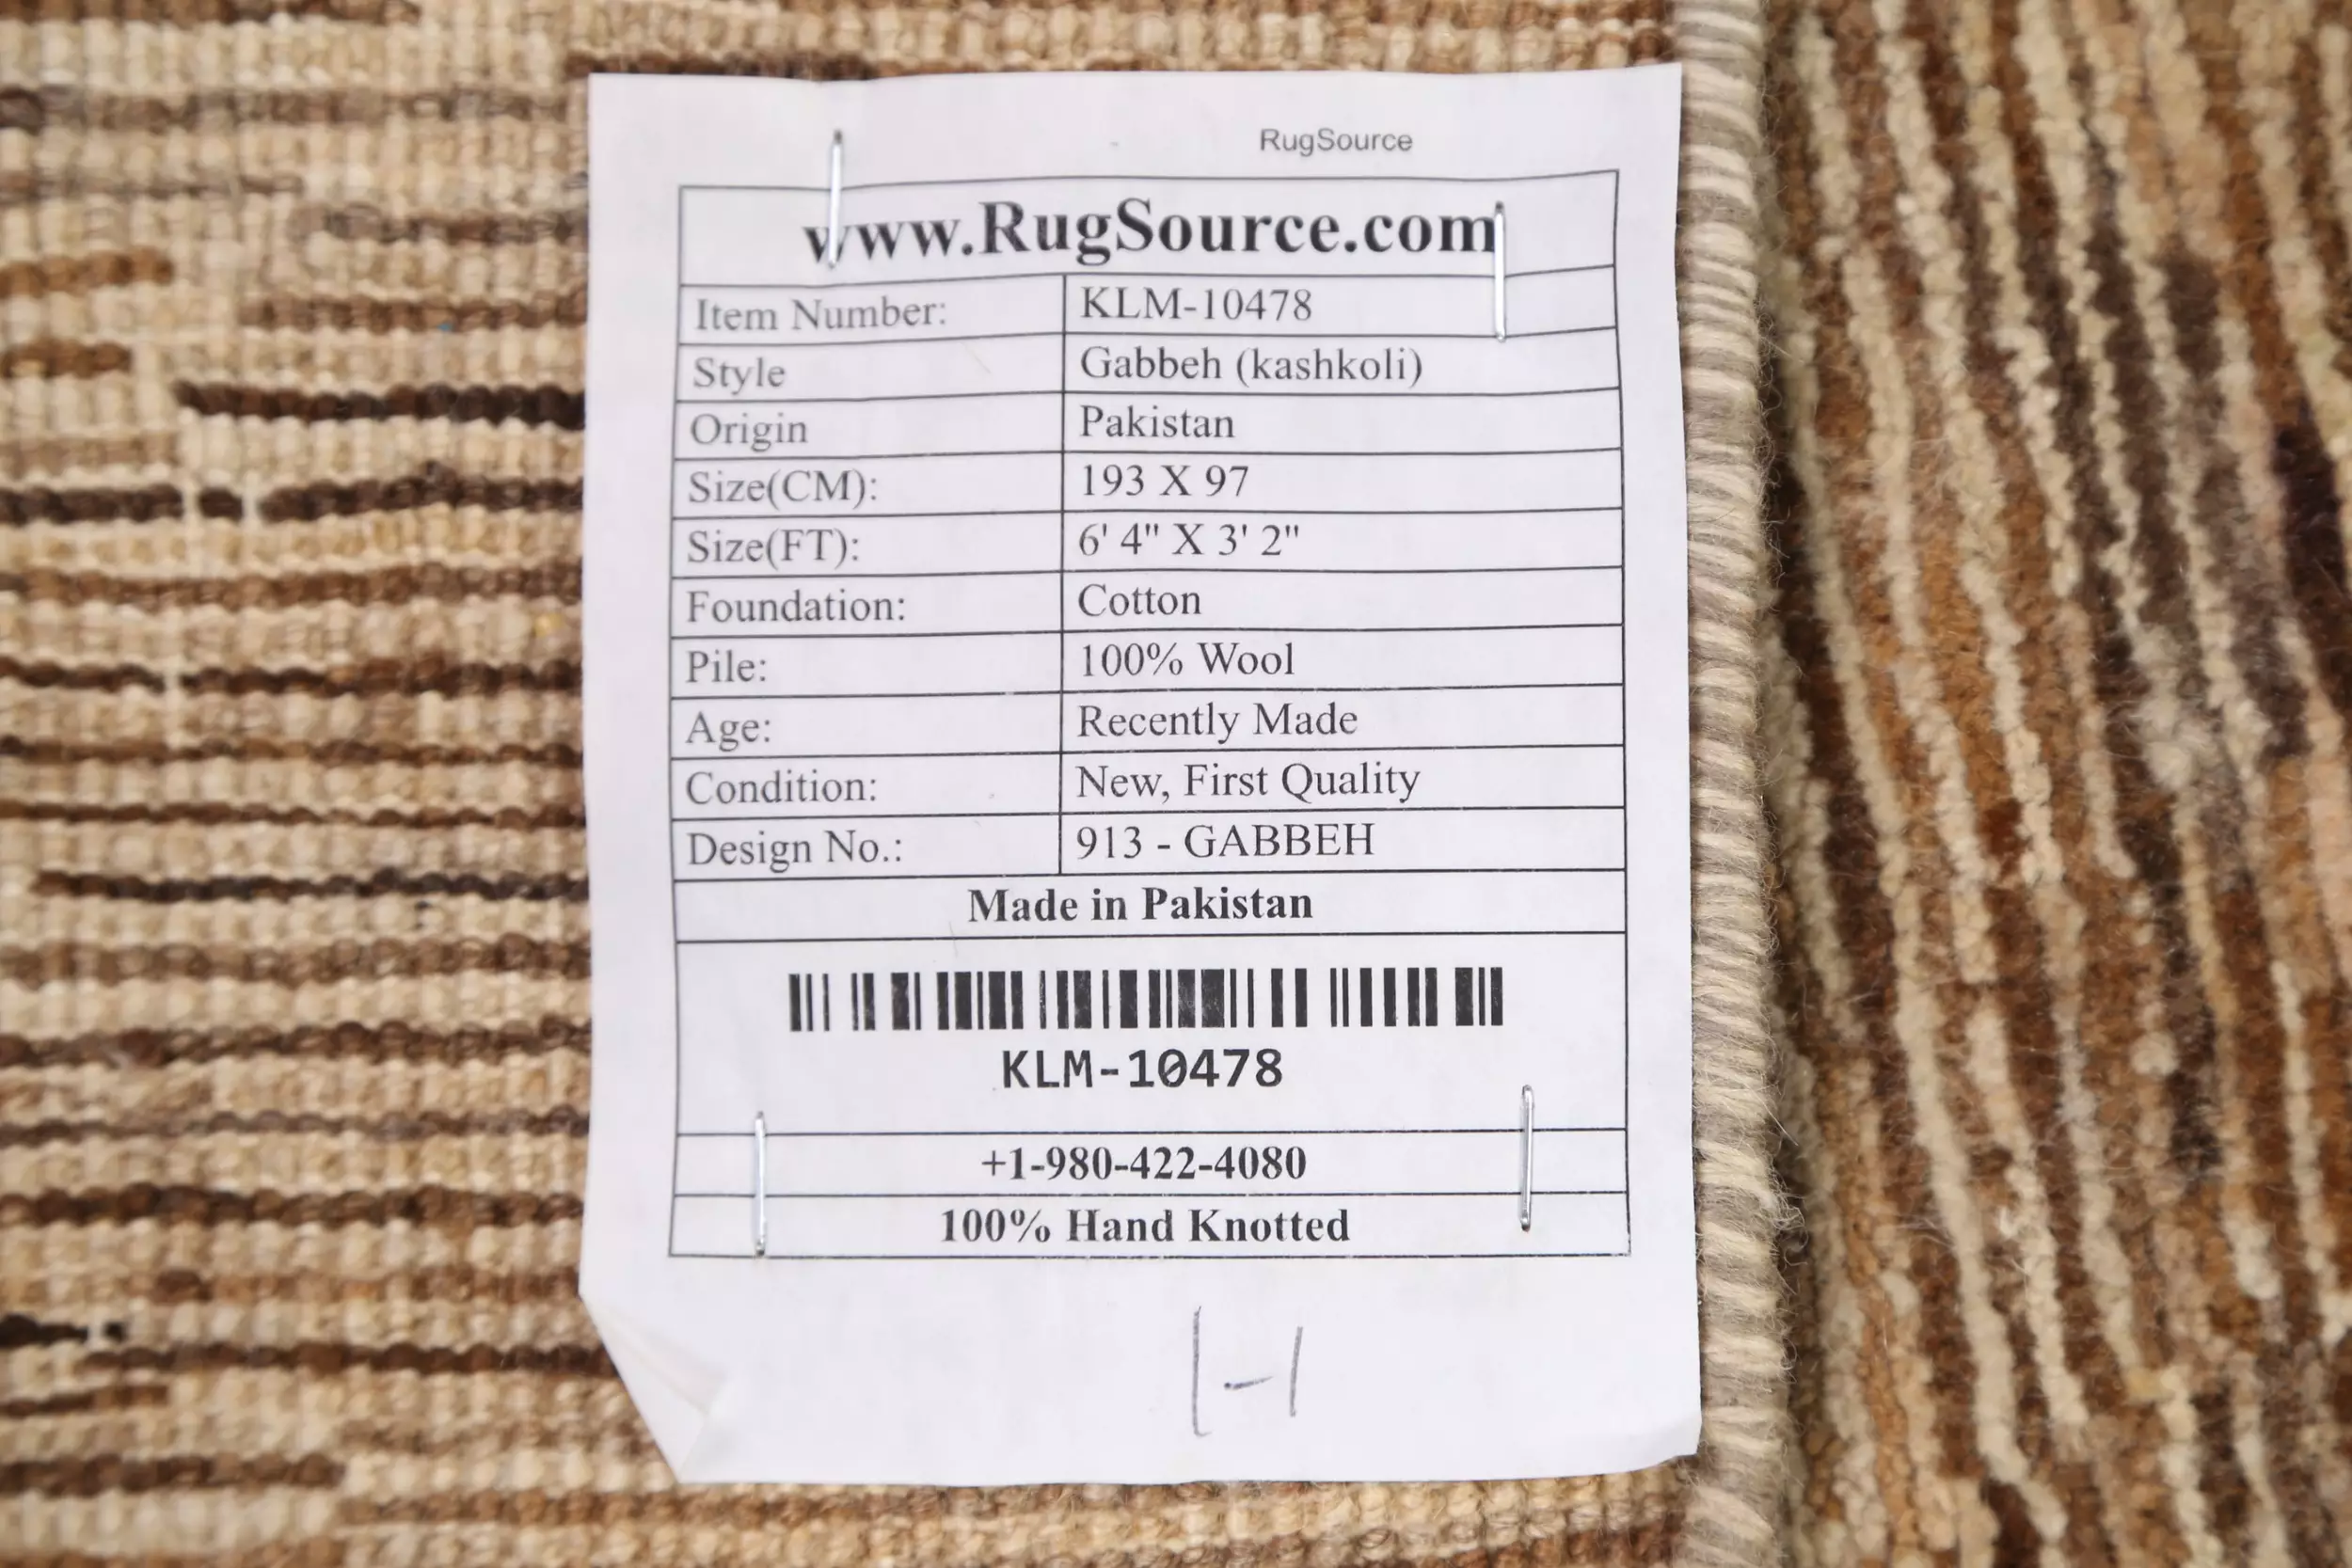 RugSource
www.RugSource.com
Item Number: KLM-10478
Style Gabbeh (kashkoli)
Origin Pakistan
Size(CM): 193 X 97
Size(FT): 6' 4" X 3' 2"
Foundation: Cotton
Pile: 100% Wool
Age: Recently Made
Condition: New, First Quality
Design No.: 913 - GABBEH
Made in Pakistan
KLM-10478
+1-980-422-4080
100% Hand Knotted
1-1